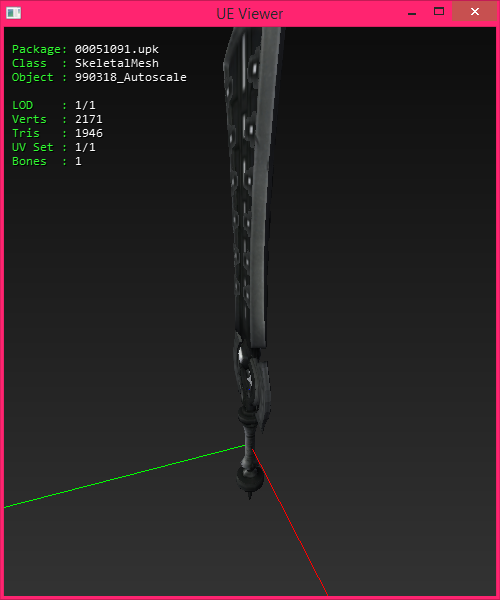 UE Viewer
Package: 00051091.upk
Class  : SkeletalMesh
Object : 990318_Autoscale
LOD    : 1/1
Verts  : 2171
Tris   : 1946
UV Set : 1/1
Bones  : 1